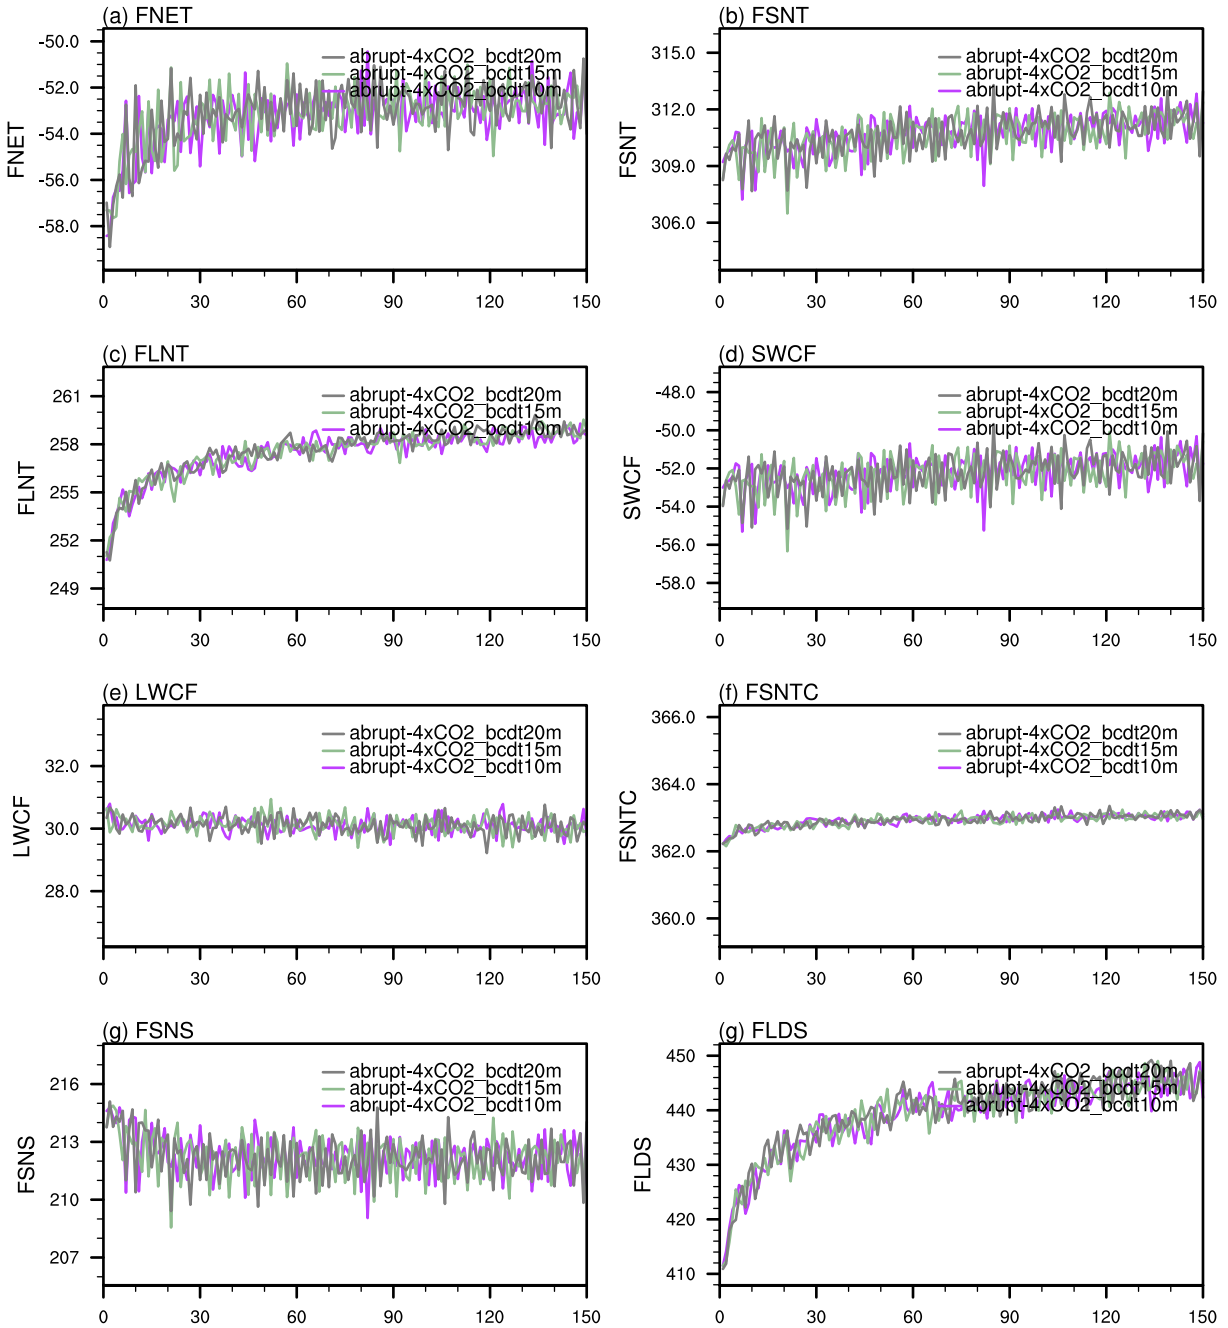 (a) FNET
-50.0
-52.0
-54.0
-56.0
-58.0
FNET
abrupt-4xCO2_bcdt20m
abrupt-4xCO2_bcdt15m
abrupt-4xCO2_bcdt10m
0 30 60 90 120 150
(b) FSNT
315.0
312.0
309.0
306.0
FSNT
abrupt-4xCO2_bcdt20m
abrupt-4xCO2_bcdt15m
abrupt-4xCO2_bcdt10m
0 30 60 90 120 150
(c) FLNT
261
258
255
252
249
FLNT
abrupt-4xCO2_bcdt20m
abrupt-4xCO2_bcdt15m
abrupt-4xCO2_bcdt10m
0 30 60 90 120 150
(d) SWCF
-48.0
-50.0
-52.0
-54.0
-56.0
-58.0
SWCF
abrupt-4xCO2_bcdt20m
abrupt-4xCO2_bcdt15m
abrupt-4xCO2_bcdt10m
0 30 60 90 120 150
(e) LWCF
32.0
30.0
28.0
LWCF
abrupt-4xCO2_bcdt20m
abrupt-4xCO2_bcdt15m
abrupt-4xCO2_bcdt10m
0 30 60 90 120 150
(f) FSNTC
366.0
364.0
362.0
360.0
FSNTC
abrupt-4xCO2_bcdt20m
abrupt-4xCO2_bcdt15m
abrupt-4xCO2_bcdt10m
0 30 60 90 120 150
(g) FSNS
216
213
210
207
FSNS
abrupt-4xCO2_bcdt20m
abrupt-4xCO2_bcdt15m
abrupt-4xCO2_bcdt10m
0 30 60 90 120 150
(g) FLDS
450
440
430
420
410
FLDS
abrupt-4xCO2_bcdt20m
abrupt-4xCO2_bcdt15m
abrupt-4xCO2_bcdt10m
0 30 60 90 120 150